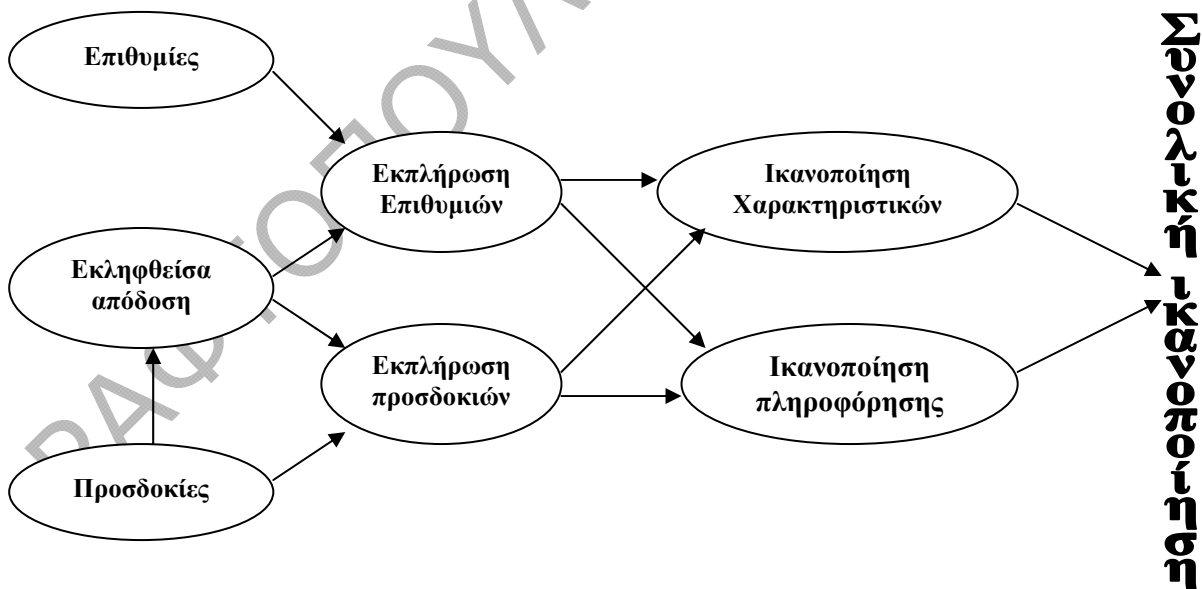 Επιθυμίες
Εκπλήρωση
Επιθυμιών
Ικανοποίηση
Χαρακτηριστικών
Εκληφθείσα
απόδοση
Εκπλήρωση
προσδοκιών
Ικανοποίηση
πληροφόρησης
Προσδοκίες
Συνολική ικανοποίηση